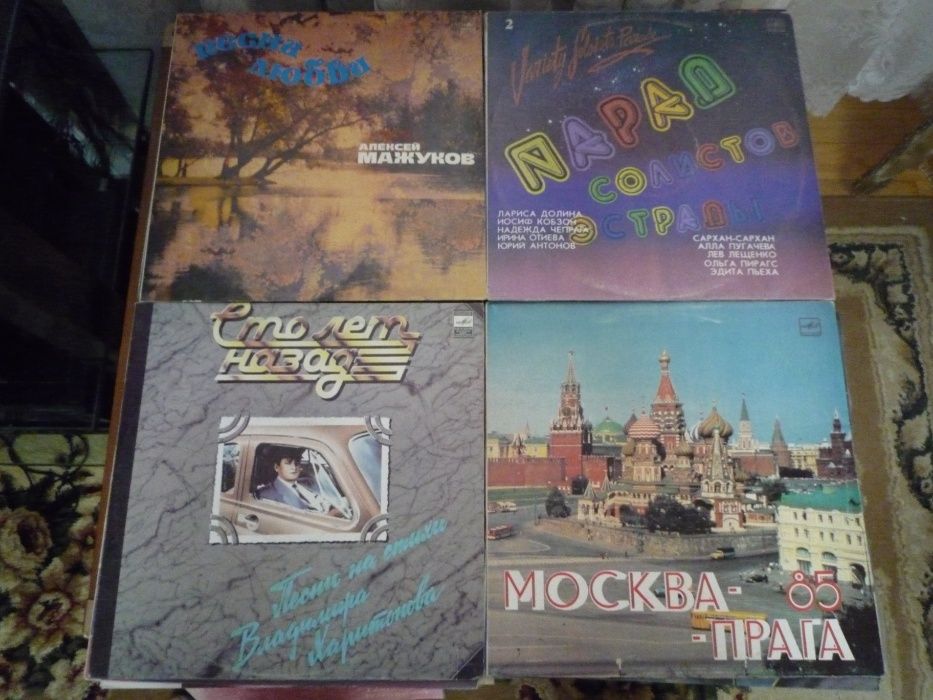 песни
любви
АЛЕКСЕЙ
МАЖУКОВ
2
Variety Soloists Parade
ПАРАД
СОЛИСТОВ
ЭСТРАДЫ
ЛАРИСА ДОЛИНА
ИОСИФ КОБЗОН
НАДЕЖДА ЧЕПРАГА
ИРИНА ОТИЕВА
ЮРИЙ АНТОНОВ
САРХАН-САРХАН
АЛЛА ПУГАЧЕВА
ЛЕВ ЛЕЩЕНКО
ОЛЬГА ПИРАГС
ЭДИТА ПЬЕХА
Сто лет
назад
Песни на стихи
Владимира
Харитонова
МОСКВА- 85
-ПРАГА